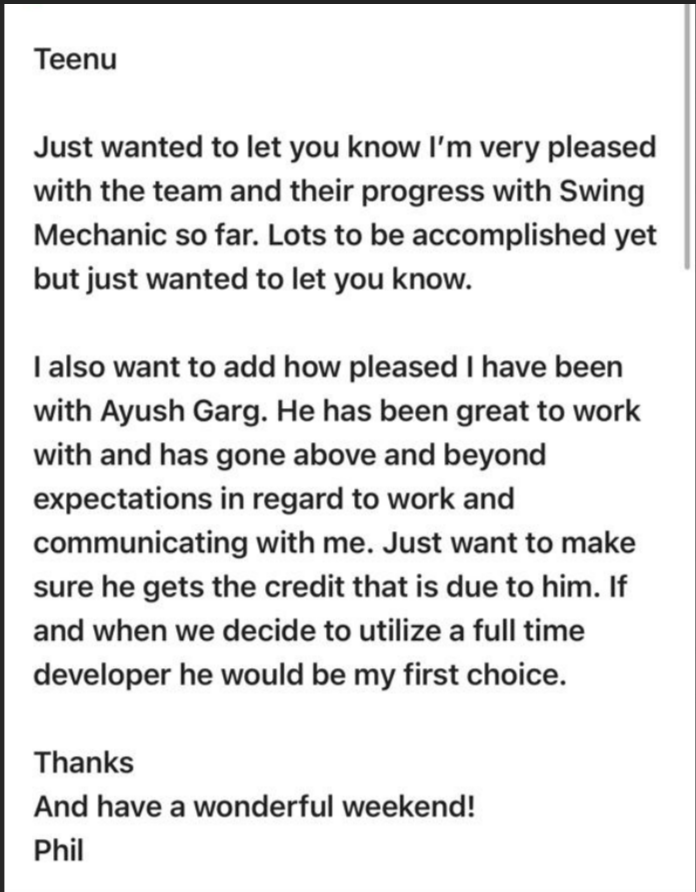 Teenu
Just wanted to let you know I’m very pleased
with the team and their progress with Swing
Mechanic so far. Lots to be accomplished yet
but just wanted to let you know.
I also want to add how pleased I have been
with Ayush Garg. He has been great to work
with and has gone above and beyond
expectations in regard to work and
communicating with me. Just want to make
sure he gets the credit that is due to him. If
and when we decide to utilize a full time
developer he would be my first choice.
Thanks
And have a wonderful weekend!
Phil